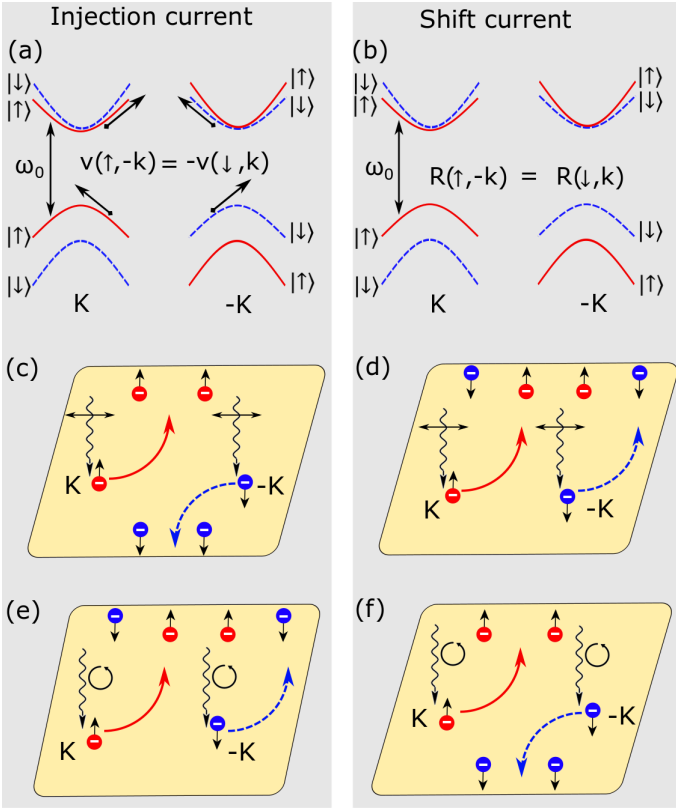 Injection current
Shift current
(a)
(b)
|↓⟩
|↑⟩
|↑⟩
|↓⟩
|↓⟩
|↑⟩
|↑⟩
|↓⟩
ω₀
v(↑,-k) = -v(↓,k)
ω₀
R(↑,-k) = R(↓,k)
|↑⟩
|↓⟩
|↓⟩
|↑⟩
|↑⟩
|↓⟩
|↓⟩
|↑⟩
K
-K
K
-K
(c)
(d)
K
-K
K
-K
(e)
(f)
K
-K
K
-K